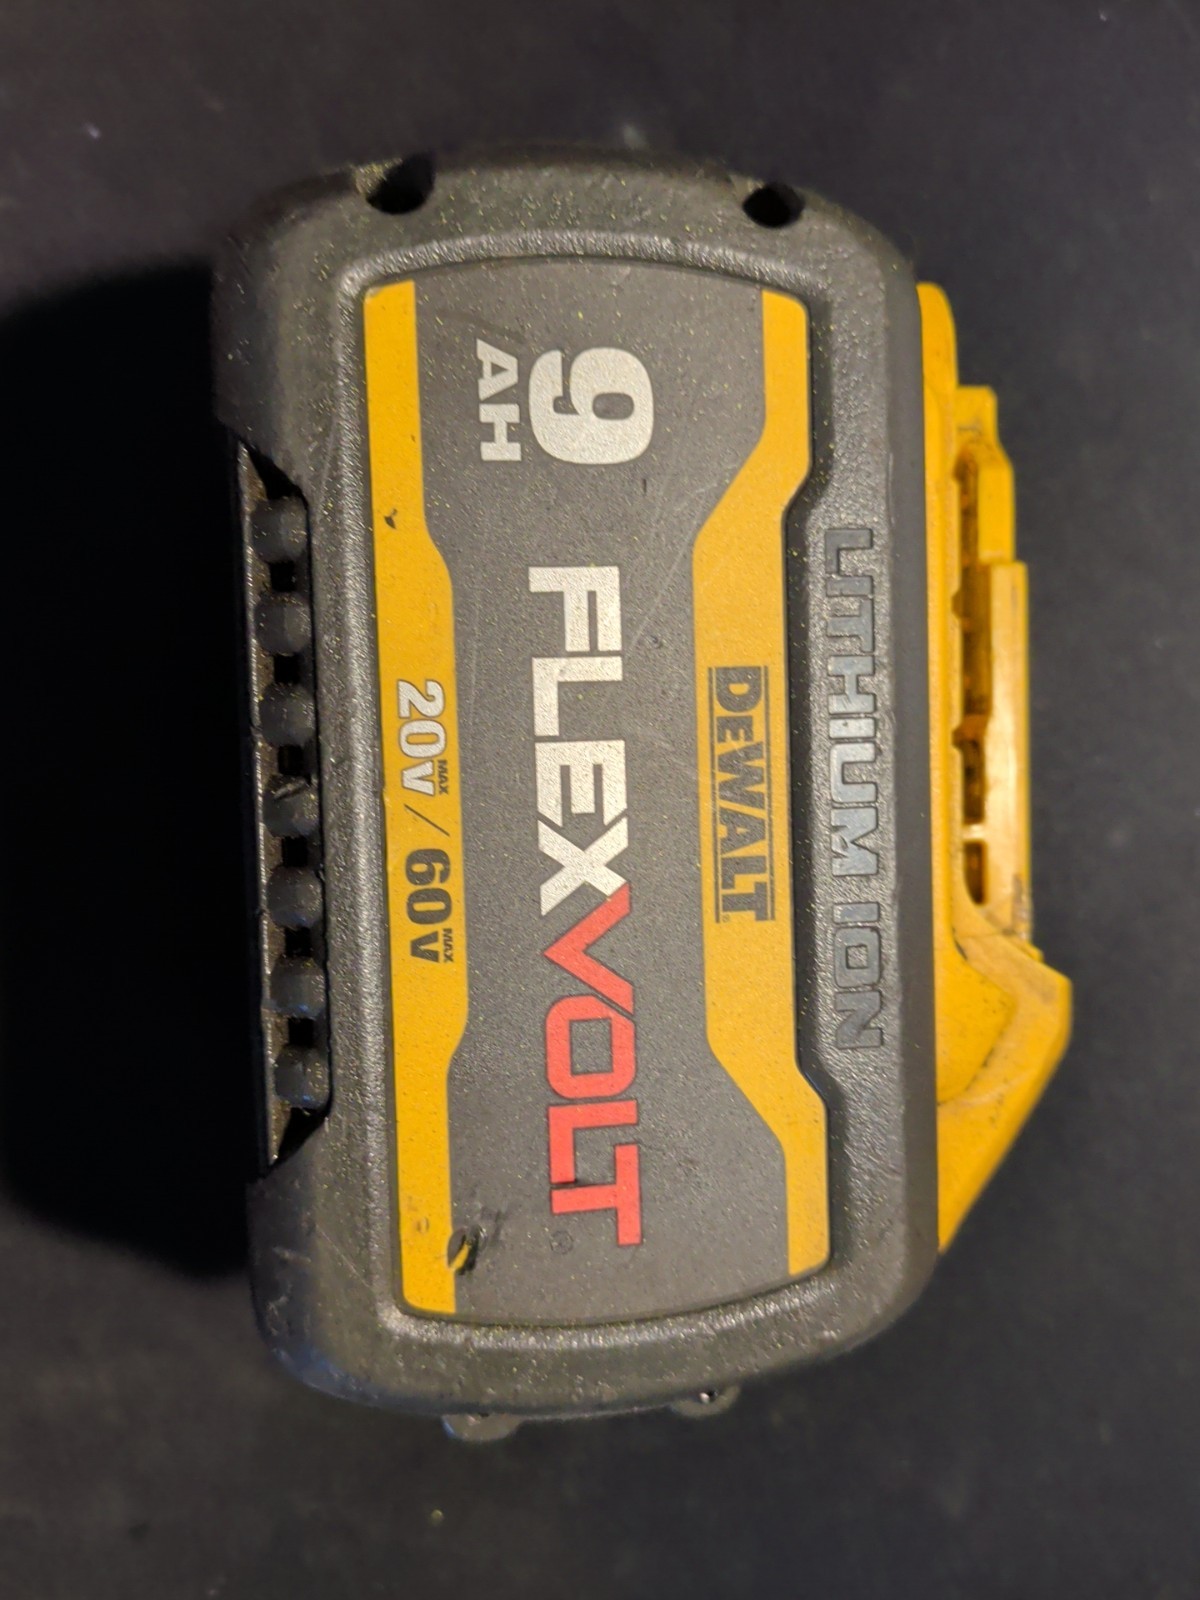 LITHIUM ION
DEWALT
9
AH
FLEXVOLT®
20V MAX / 60V MAX